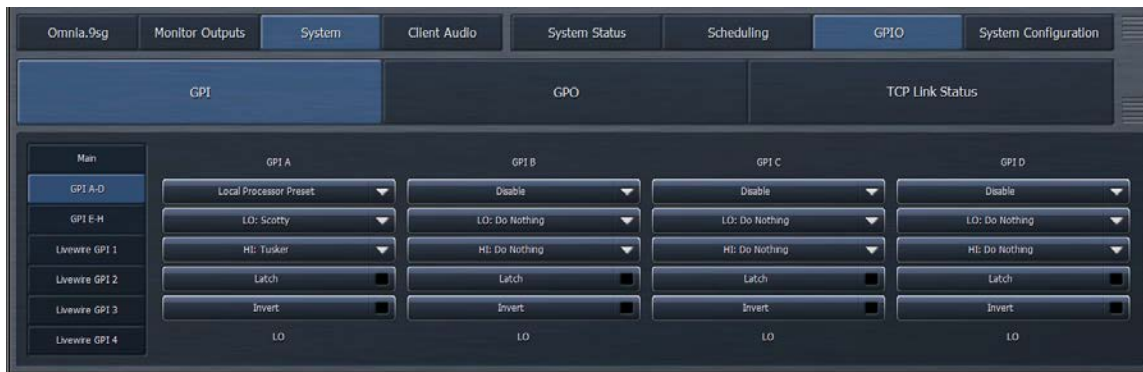 Omnia.9sg Monitor Outputs System Client Audio System Status Scheduling GPIO System Configuration
GPI GPO TCP Link Status
Main GPI A GPI B GPI C GPI D
GPI A-D Local Processor Preset Disable Disable Disable
GPI E-H LO: Scotty LO: Do Nothing LO: Do Nothing LO: Do Nothing
Livewire GPI 1 HI: Tusker HI: Do Nothing HI: Do Nothing HI: Do Nothing
Livewire GPI 2 Latch Latch Latch Latch
Livewire GPI 3 Invert Invert Invert Invert
Livewire GPI 4 LO LO LO LO